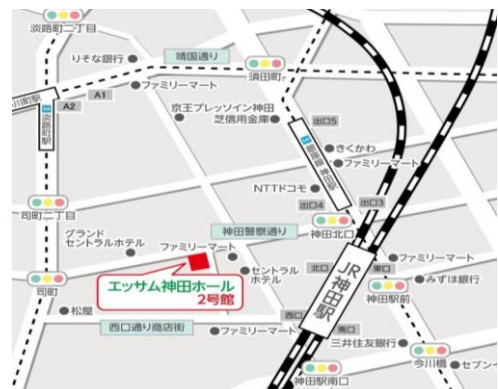 淡路町二丁目
りそな銀行
靖国通り
須田町
川町駅
A2
A1
ファミリーマート
淡路町駅
京王プレッソイン神田
芝信用金庫
出口5
きくかわ
ファミリーマート
NTTドコモ
出口4
出口3
司町二丁目
神田警察通り
神田北口
グランド
セントラルホテル
ファミリーマート
セントラル
ホテル
エッサム神田ホール
2号館
北口
JR神田駅
東口
みずほ銀行
司町
神田駅前
松屋
西口通り商店街
西口
南口
ファミリーマート
三井住友銀行
今川橋
セブンイ
神田駅南口